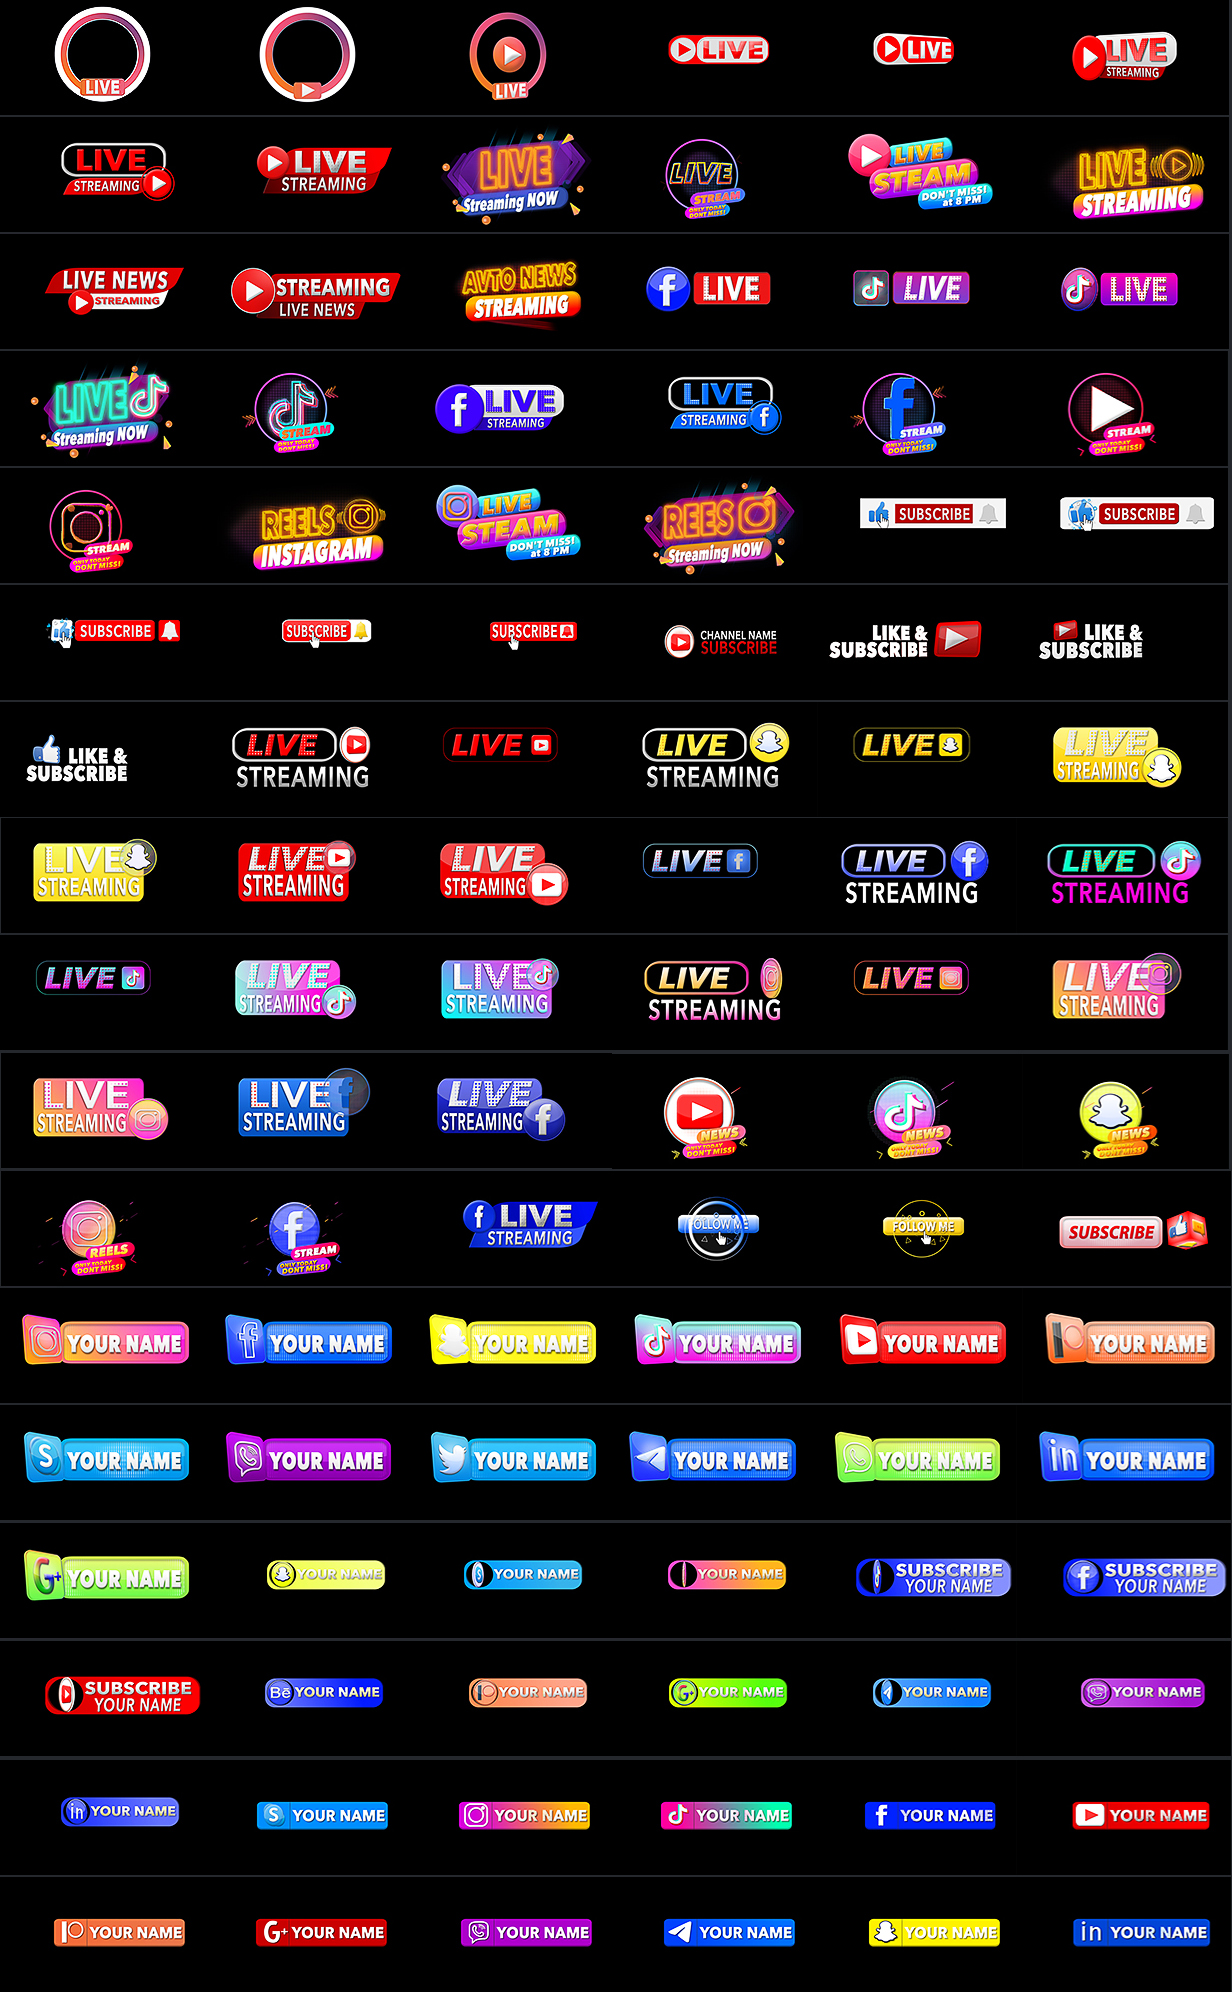 LIVE
LIVE
LIVE
LIVE
LIVE
STREAMING
LIVE
STREAMING
LIVE
STREAMING
LIVE
Streaming NOW
LIVE
STREAM
ONLY TODAY
DONT MISS!
LIVE
STEAM
DON'T MISS!
at 8 PM
LIVE
STREAMING
LIVE NEWS
STREAMING
STREAMING
LIVE NEWS
AVTO NEWS
STREAMING
f LIVE
LIVE
LIVE
LIVE
Streaming NOW
STREAM
ONLY TODAY
DONT MISS!
f LIVE
STREAMING
LIVE
STREAMING f
f
STREAM
ONLY TODAY
DONT MISS!
STREAM
ONLY TODAY
DONT MISS!
STREAM
ONLY TODAY
DONT MISS!
REELS
INSTAGRAM
LIVE
STEAM
DON'T MISS!
at 8 PM
REES
Streaming NOW
SUBSCRIBE
SUBSCRIBE
SUBSCRIBE
SUBSCRIBE
SUBSCRIBE
CHANNEL NAME
SUBSCRIBE
LIKE &
SUBSCRIBE
LIKE &
SUBSCRIBE
LIKE &
SUBSCRIBE
LIVE
STREAMING
LIVE
LIVE
STREAMING
LIVE
LIVE
STREAMING
LIVE
STREAMING
LIVE
STREAMING
LIVE
STREAMING
LIVE f
LIVE f
STREAMING
LIVE
STREAMING
LIVE
LIVE
STREAMING
LIVE
STREAMING
LIVE
STREAMING
LIVE
LIVE
STREAMING
LIVE
STREAMING
LIVE f
STREAMING
LIVE
STREAMING f
NEWS
ONLY TODAY
DON'T MISS!
NEWS
ONLY TODAY
DONT MISS!
NEWS
ONLY TODAY
DONT MISS!
REELS
ONLY TODAY
DONT MISS!
f
STREAM
ONLY TODAY
DONT MISS!
f LIVE
STREAMING
FOLLOW ME
FOLLOW ME
SUBSCRIBE
YOUR NAME
f YOUR NAME
YOUR NAME
YOUR NAME
YOUR NAME
YOUR NAME
S YOUR NAME
YOUR NAME
YOUR NAME
YOUR NAME
YOUR NAME
in YOUR NAME
G+ YOUR NAME
YOUR NAME
S YOUR NAME
YOUR NAME
SUBSCRIBE
YOUR NAME
f SUBSCRIBE
YOUR NAME
SUBSCRIBE
YOUR NAME
Bē YOUR NAME
YOUR NAME
G+ YOUR NAME
YOUR NAME
YOUR NAME
in YOUR NAME
S YOUR NAME
YOUR NAME
YOUR NAME
f YOUR NAME
YOUR NAME
YOUR NAME
G+ YOUR NAME
YOUR NAME
YOUR NAME
YOUR NAME
in YOUR NAME